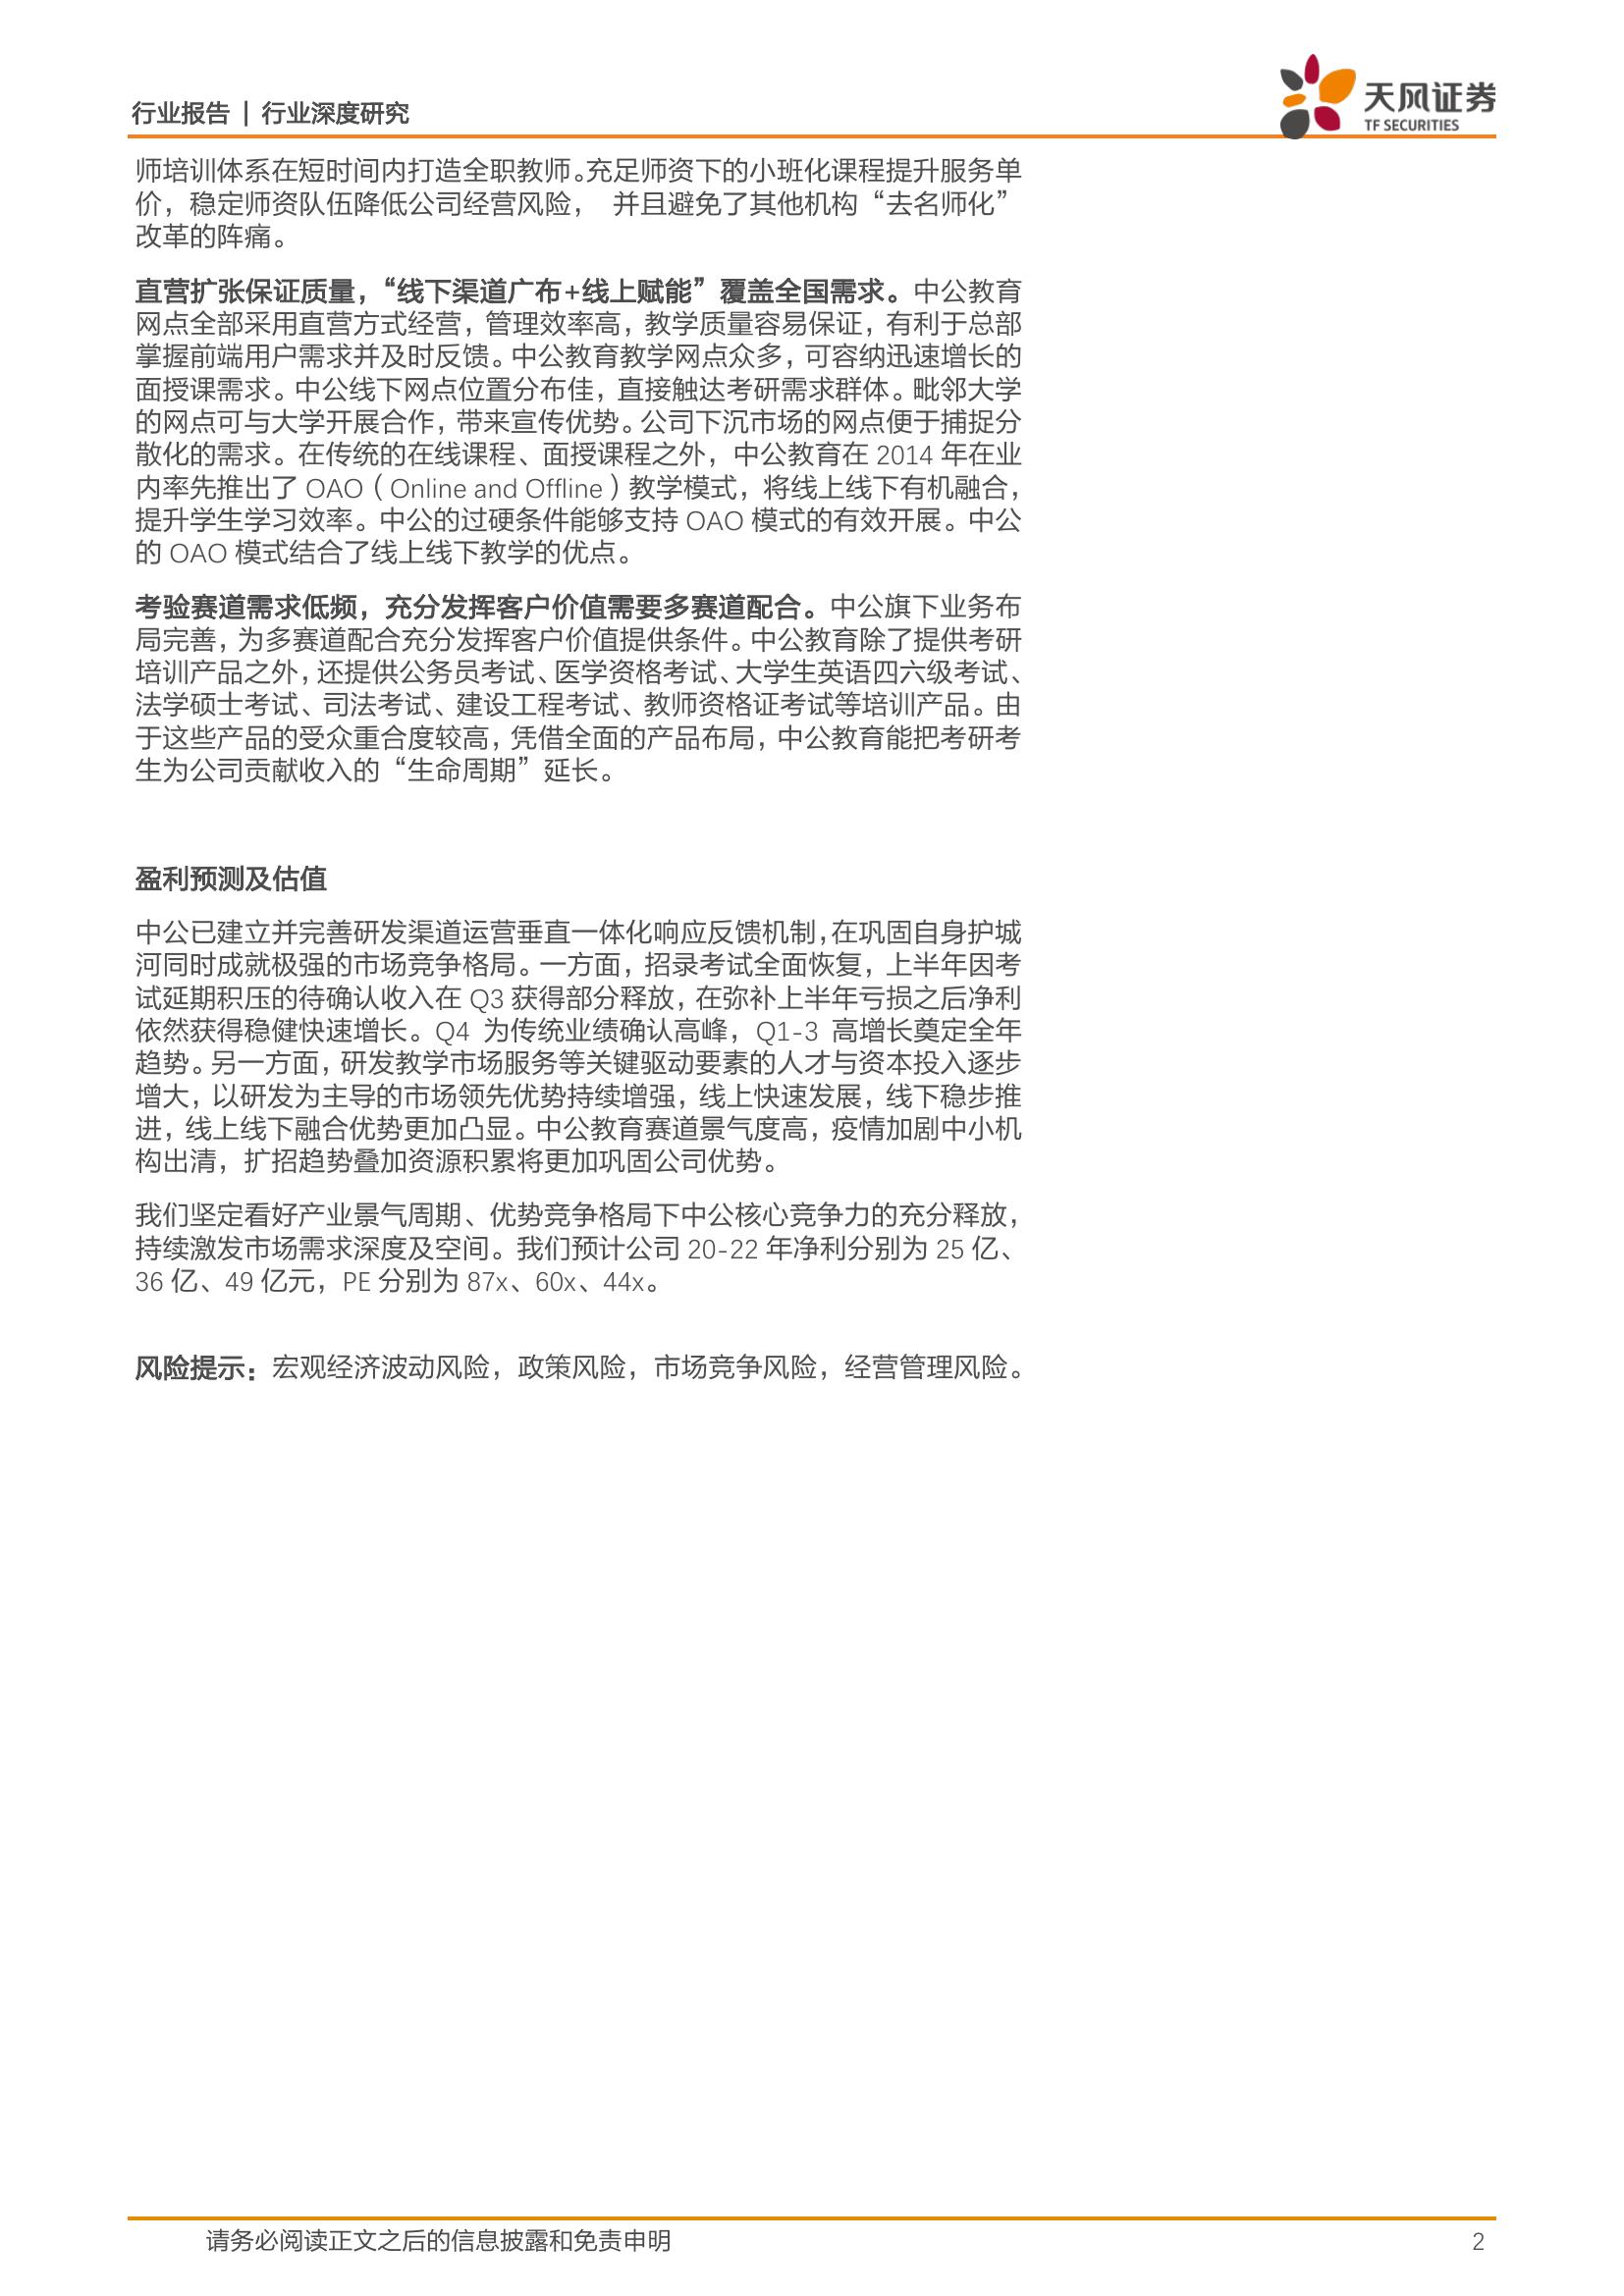 行业报告 | 行业深度研究
天风证券
TF SECURITIES
师培训体系在短时间内打造全职教师。充足师资下的小班化课程提升服务单
价，稳定师资队伍降低公司经营风险， 并且避免了其他机构“去名师化”
改革的阵痛。
直营扩张保证质量，“线下渠道广布+线上赋能”覆盖全国需求。中公教育
网点全部采用直营方式经营，管理效率高，教学质量容易保证，有利于总部
掌握前端用户需求并及时反馈。中公教育教学网点众多，可容纳迅速增长的
面授课需求。中公线下网点位置分布佳，直接触达考研需求群体。毗邻大学
的网点可与大学开展合作，带来宣传优势。公司下沉市场的网点便于捕捉分
散化的需求。在传统的在线课程、面授课程之外，中公教育在 2014 年在业
内率先推出了 OAO（Online and Offline）教学模式，将线上线下有机融合，
提升学生学习效率。中公的过硬条件能够支持 OAO 模式的有效开展。中公
的 OAO 模式结合了线上线下教学的优点。
考验赛道需求低频，充分发挥客户价值需要多赛道配合。中公旗下业务布
局完善，为多赛道配合充分发挥客户价值提供条件。中公教育除了提供考研
培训产品之外，还提供公务员考试、医学资格考试、大学生英语四六级考试、
法学硕士考试、司法考试、建设工程考试、教师资格证考试等培训产品。由
于这些产品的受众重合度较高，凭借全面的产品布局，中公教育能把考研考
生为公司贡献收入的“生命周期”延长。
盈利预测及估值
中公已建立并完善研发渠道运营垂直一体化响应反馈机制，在巩固自身护城
河同时成就极强的市场竞争格局。一方面，招录考试全面恢复，上半年因考
试延期积压的待确认收入在 Q3 获得部分释放，在弥补上半年亏损之后净利
依然获得稳健快速增长。Q4 为传统业绩确认高峰，Q1-3 高增长奠定全年
趋势。另一方面，研发教学市场服务等关键驱动要素的人才与资本投入逐步
增大，以研发为主导的市场领先优势持续增强，线上快速发展，线下稳步推
进，线上线下融合优势更加凸显。中公教育赛道景气度高，疫情加剧中小机
构出清，扩招趋势叠加资源积累将更加巩固公司优势。
我们坚定看好产业景气周期、优势竞争格局下中公核心竞争力的充分释放，
持续激发市场需求深度及空间。我们预计公司 20-22 年净利分别为 25 亿、
36 亿、49 亿元，PE 分别为 87x、60x、44x。
风险提示：宏观经济波动风险，政策风险，市场竞争风险，经营管理风险。
请务必阅读正文之后的信息披露和免责申明
2